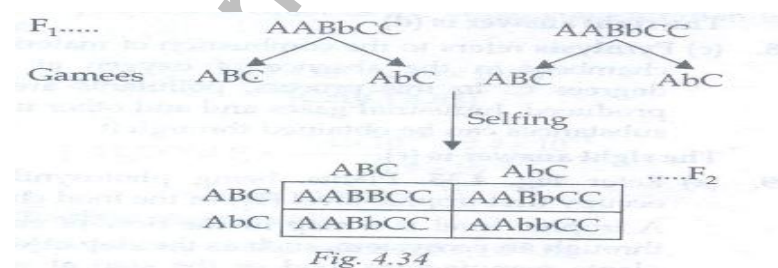 F₁..... AABbCC AABbCC
Gamees ABC AbC ABC AbC
Selfing
ABC AbC .....F₂
ABC AABBCC AABbCC
AbC AABbCC AAbbCC
Fig. 4.34